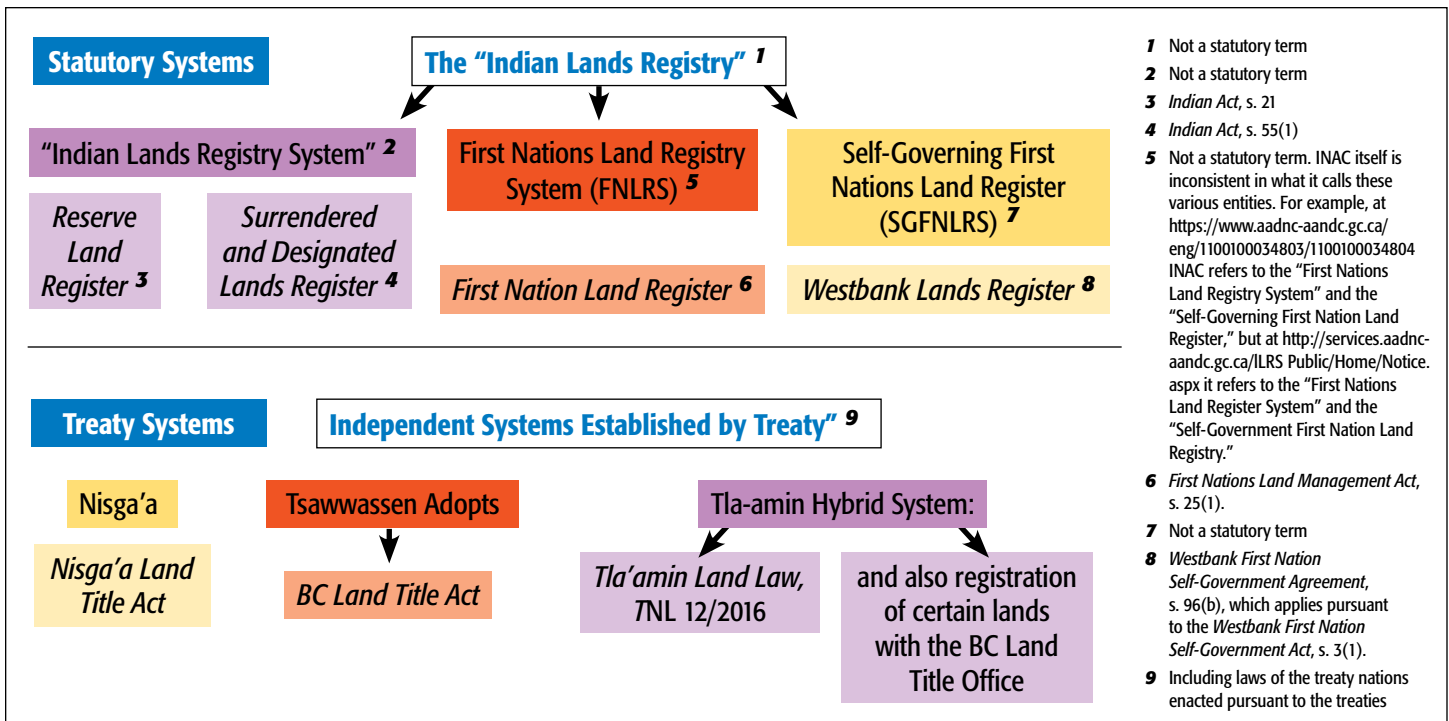 Statutory Systems
The “Indian Lands Registry” 1
“Indian Lands Registry System” 2
Reserve
Land
Register 3
Surrendered
and Designated
Lands Register 4
First Nations Land Registry
System (FNLRS) 5
First Nation Land Register 6
Self-Governing First
Nations Land Register
(SGFNLRS) 7
Westbank Lands Register 8
Treaty Systems
Independent Systems Established by Treaty” 9
Nisga’a
Nisga’a Land
Title Act
Tsawwassen Adopts
BC Land Title Act
Tla-amin Hybrid System:
Tla’amin Land Law,
TNL 12/2016
and also registration
of certain lands
with the BC Land
Title Office
1 Not a statutory term
2 Not a statutory term
3 Indian Act, s. 21
4 Indian Act, s. 55(1)
5 Not a statutory term. INAC itself is
inconsistent in what it calls these
various entities. For example, at
https://www.aadnc-aandc.gc.ca/
eng/1100100034803/1100100034804
INAC refers to the “First Nations
Land Registry System” and the
“Self-Governing First Nation Land
Register,” but at http://services.aadnc-
aandc.gc.ca/lLRS Public/Home/Notice.
aspx it refers to the “First Nations
Land Register System” and the
“Self-Government First Nation Land
Registry.”
6 First Nations Land Management Act,
s. 25(1).
7 Not a statutory term
8 Westbank First Nation
Self-Government Agreement,
s. 96(b), which applies pursuant
to the Westbank First Nation
Self-Government Act, s. 3(1).
9 Including laws of the treaty nations
enacted pursuant to the treaties